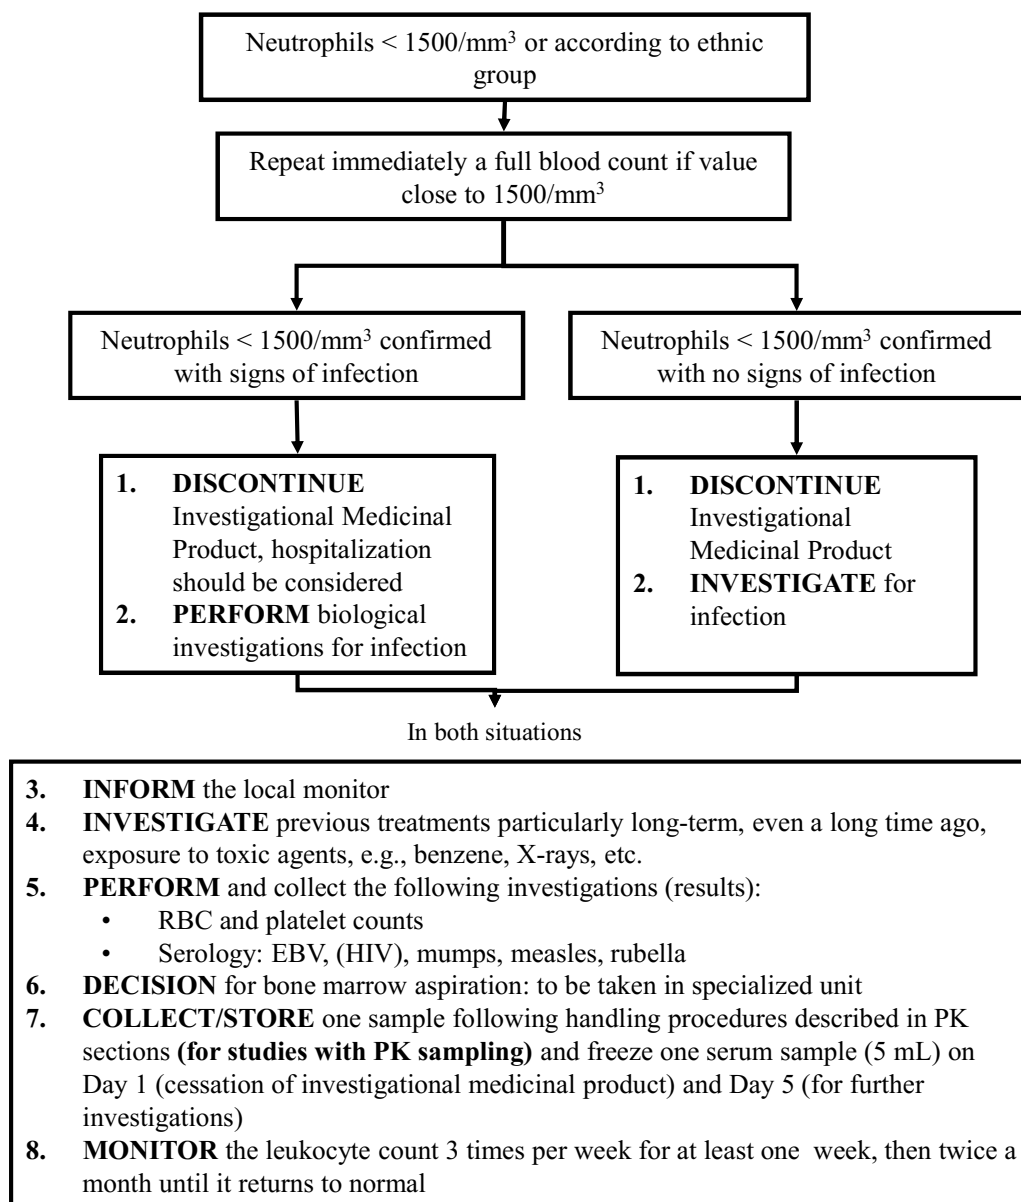 Neutrophils < 1500/mm³ or according to ethnic
group
Repeat immediately a full blood count if value
close to 1500/mm³
Neutrophils < 1500/mm³ confirmed
with signs of infection
Neutrophils < 1500/mm³ confirmed
with no signs of infection
1. DISCONTINUE
Investigational Medicinal
Product, hospitalization
should be considered
2. PERFORM biological
investigations for infection
1. DISCONTINUE
Investigational
Medicinal Product
2. INVESTIGATE for
infection
In both situations
3. INFORM the local monitor
4. INVESTIGATE previous treatments particularly long-term, even a long time ago,
exposure to toxic agents, e.g., benzene, X-rays, etc.
5. PERFORM and collect the following investigations (results):
• RBC and platelet counts
• Serology: EBV, (HIV), mumps, measles, rubella
6. DECISION for bone marrow aspiration: to be taken in specialized unit
7. COLLECT/STORE one sample following handling procedures described in PK
sections (for studies with PK sampling) and freeze one serum sample (5 mL) on
Day 1 (cessation of investigational medicinal product) and Day 5 (for further
investigations)
8. MONITOR the leukocyte count 3 times per week for at least one week, then twice a
month until it returns to normal